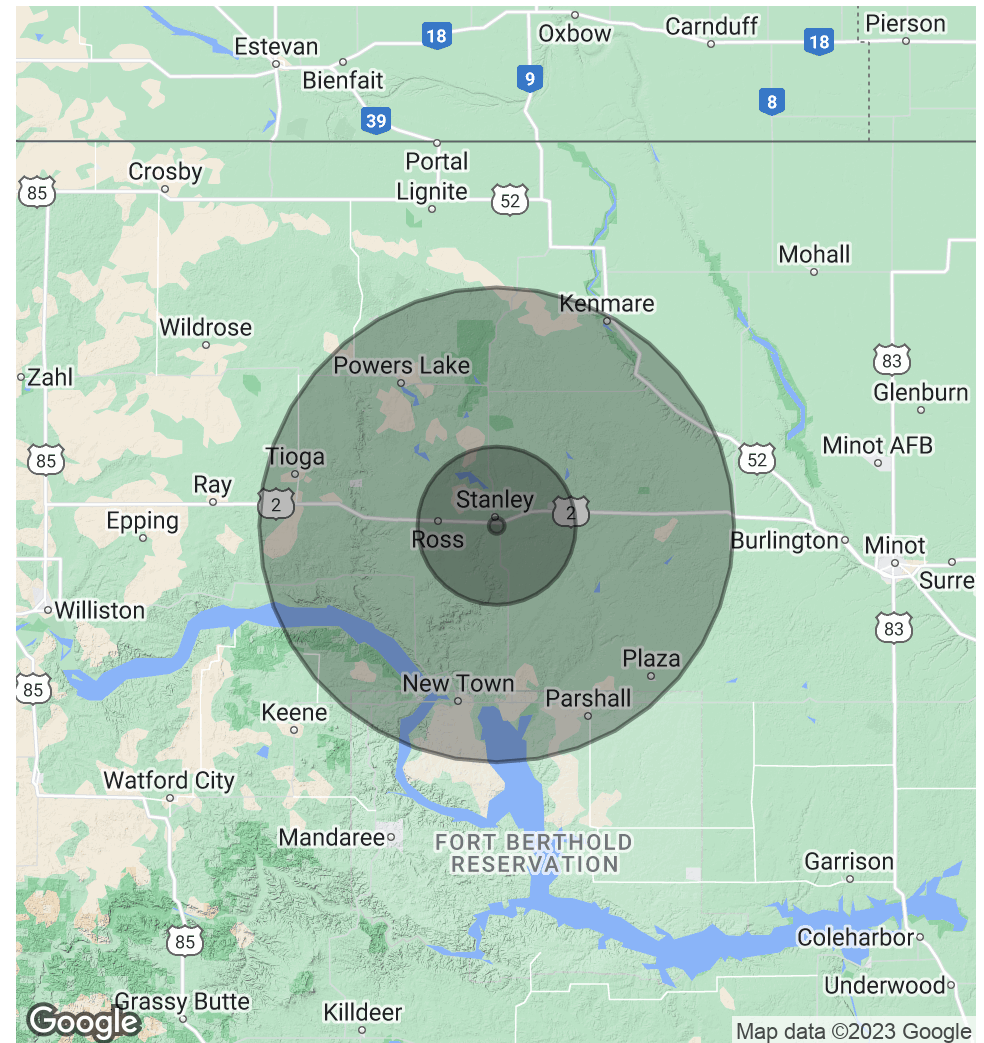 18
Oxbow
Carnduff
18
Pierson
Estevan
Bienfait
9
8
39
Portal
Crosby
Lignite
85
52
Mohall
Kenmare
Wildrose
83
Powers Lake
Zahl
Glenburn
Minot AFB
Tioga
85
52
Ray
2
Stanley
2
Epping
Ross
Burlington
Minot
Surre
Williston
83
Plaza
New Town
85
Parshall
Keene
Watford City
Mandaree
FORT BERTHOLD
RESERVATION
Garrison
85
Coleharbor
Underwood
Grassy Butte
Killdeer
Google
Map data ©2023 Google